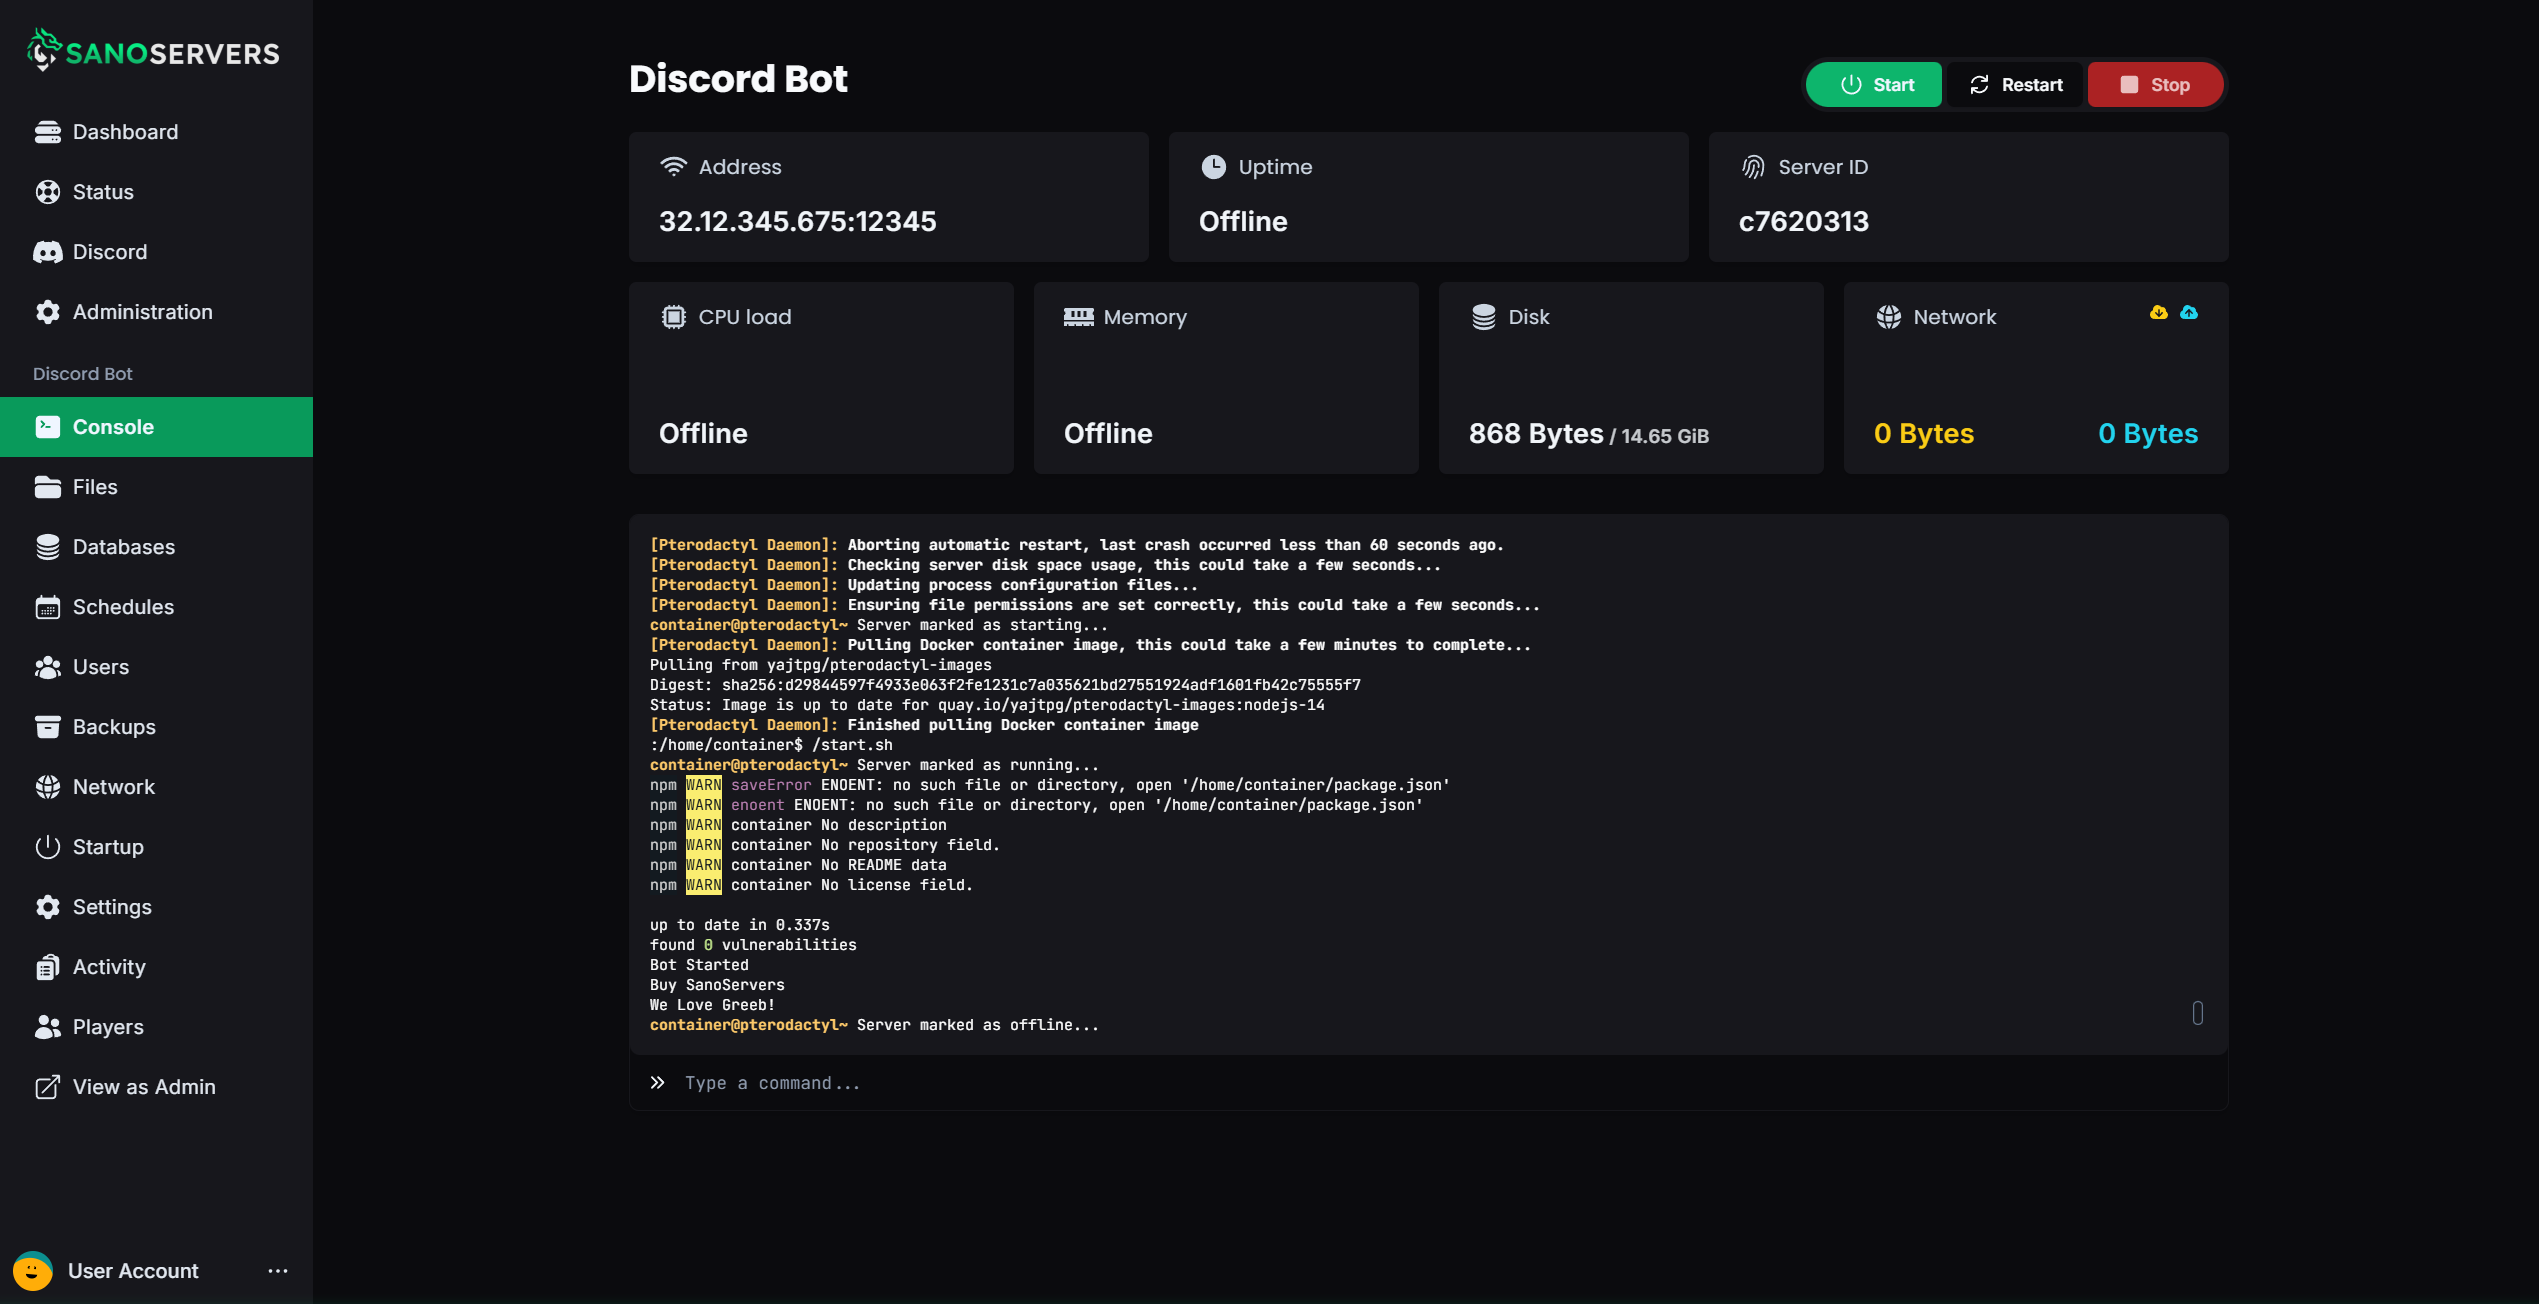 SANOSERVERS
Dashboard
Status
Discord
Administration
Discord Bot
Console
Files
Databases
Schedules
Users
Backups
Network
Startup
Settings
Activity
Players
View as Admin
User Account
Discord Bot
Start
Restart
Stop
Address
32.12.345.675:12345
Uptime
Offline
Server ID
c7620313
CPU load
Offline
Memory
Offline
Disk
868 Bytes / 14.65 GiB
Network
0 Bytes
0 Bytes
[Pterodactyl Daemon]: Aborting automatic restart, last crash occurred less than 60 seconds ago.
[Pterodactyl Daemon]: Checking server disk space usage, this could take a few seconds...
[Pterodactyl Daemon]: Updating process configuration files...
[Pterodactyl Daemon]: Ensuring file permissions are set correctly, this could take a few seconds...
container@pterodactyl~ Server marked as starting...
[Pterodactyl Daemon]: Pulling Docker container image, this could take a few minutes to complete...
Pulling from yajtpg/pterodactyl-images
Digest: sha256:d29844597f4933e063f2fe1231c7a035621bd27551924adf1601fb42c75555f7
Status: Image is up to date for quay.io/yajtpg/pterodactyl-images:nodejs-14
[Pterodactyl Daemon]: Finished pulling Docker container image
:/home/container$ /start.sh
container@pterodactyl~ Server marked as running...
npm WARN saveError ENOENT: no such file or directory, open '/home/container/package.json'
npm WARN enoent ENOENT: no such file or directory, open '/home/container/package.json'
npm WARN container No description
npm WARN container No repository field.
npm WARN container No README data
npm WARN container No license field.
up to date in 0.337s
found 0 vulnerabilities
Bot Started
Buy SanoServers
We Love Greeb!
container@pterodactyl~ Server marked as offline...
Type a command...